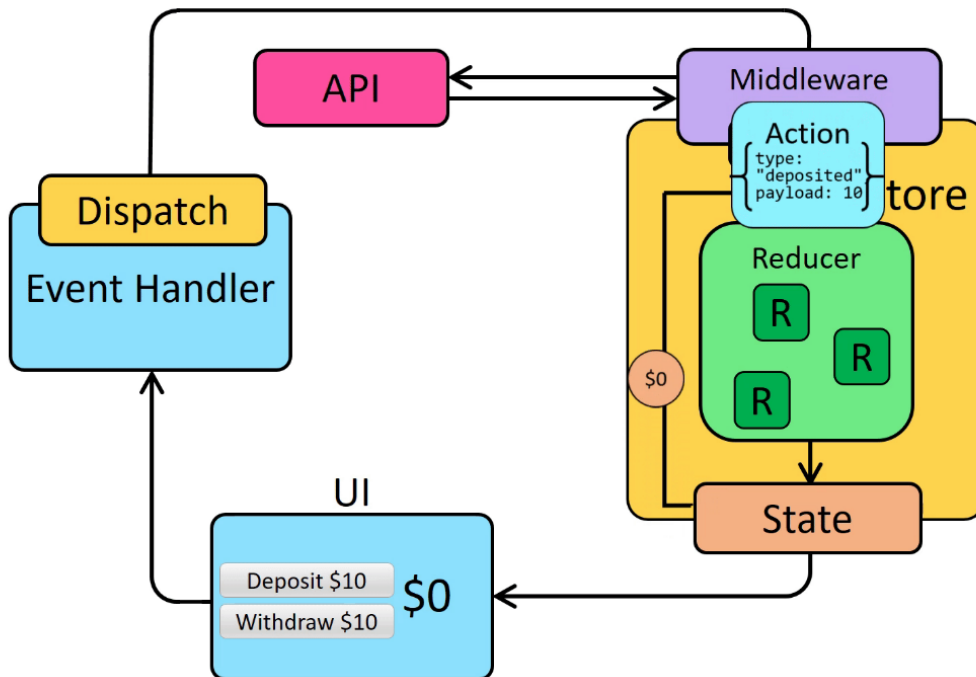 API
Middleware
Action
type:
"deposited"
payload: 10
tore
Dispatch
Event Handler
Reducer
R
R
$0
R
UI
State
Deposit $10
$0
Withdraw $10